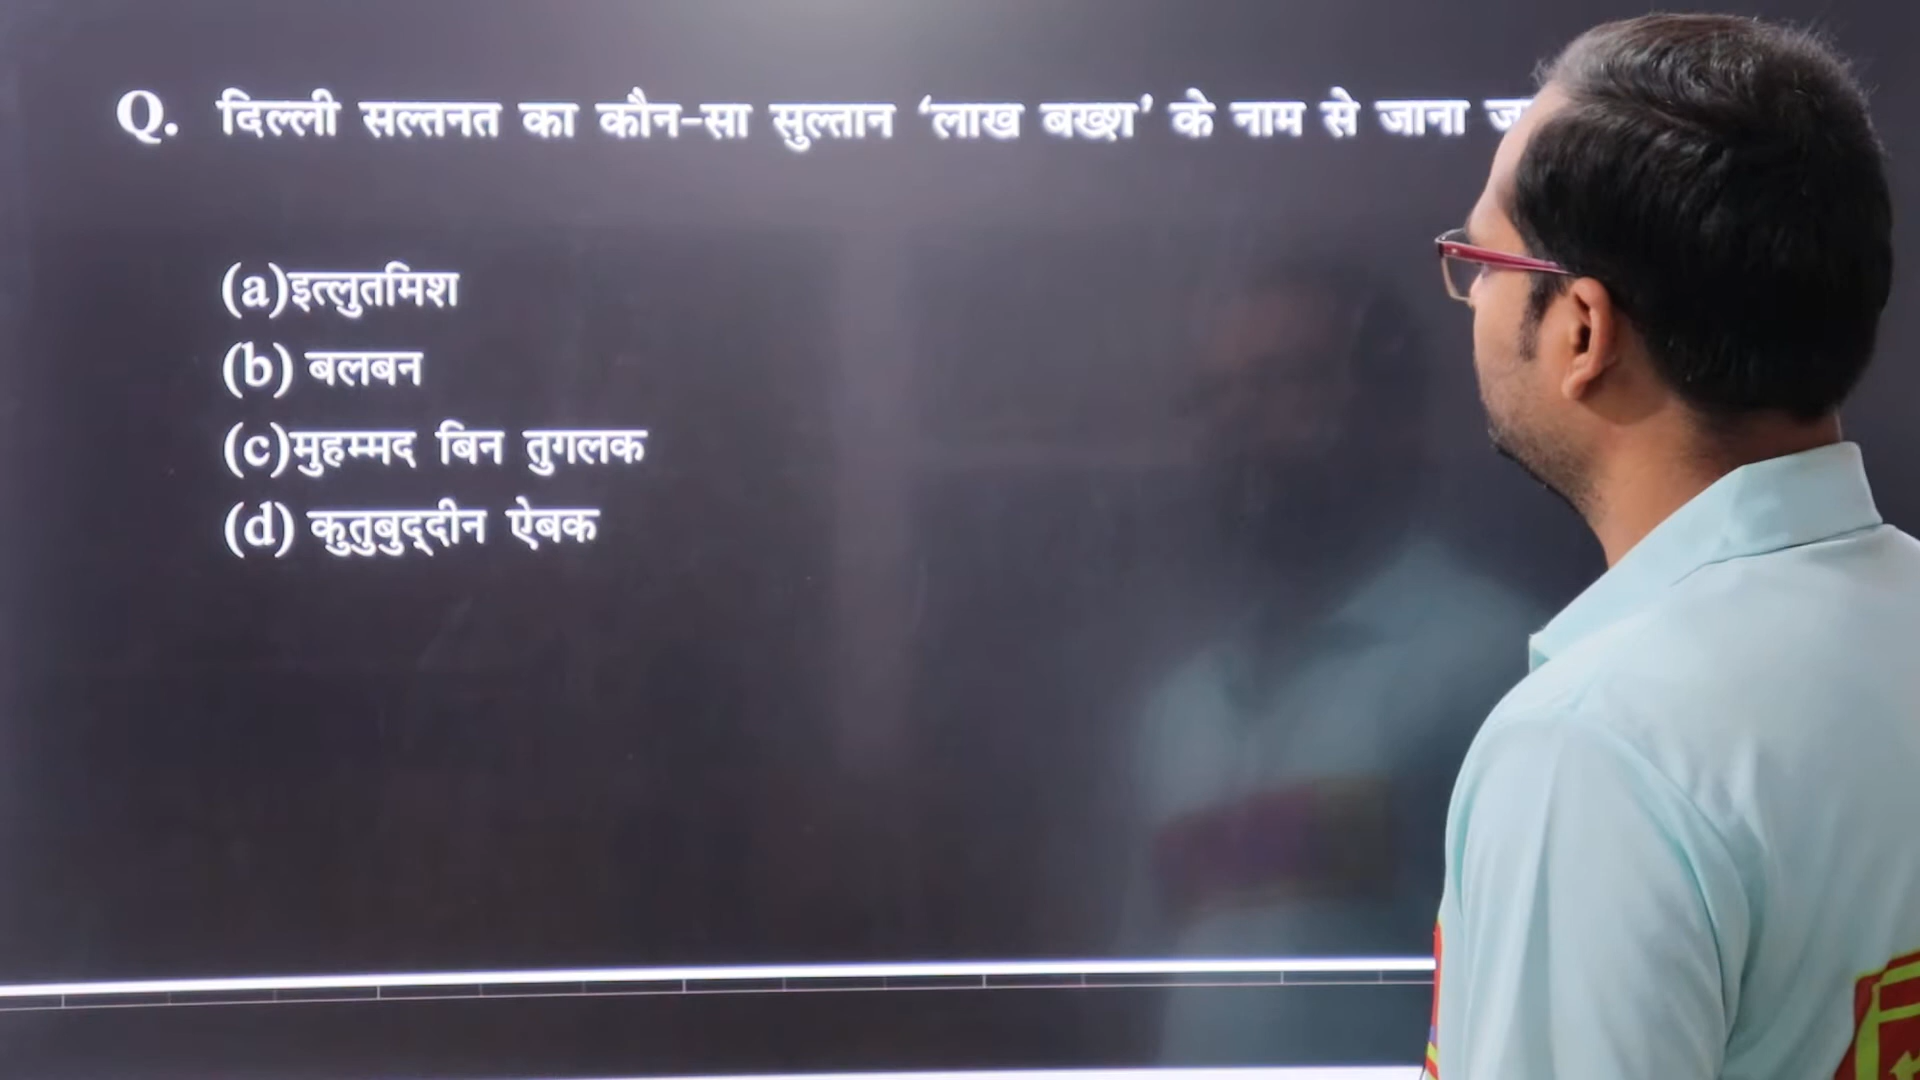 Q. दिल्ली सल्तनत का कौन-सा सुल्तान ‘लाख बख्श’ के नाम से जाना
(a)इल्तुतमिश
(b) बलबन
(c)मुहम्मद बिन तुगलक
(d) कुतुबुद्दीन ऐबक